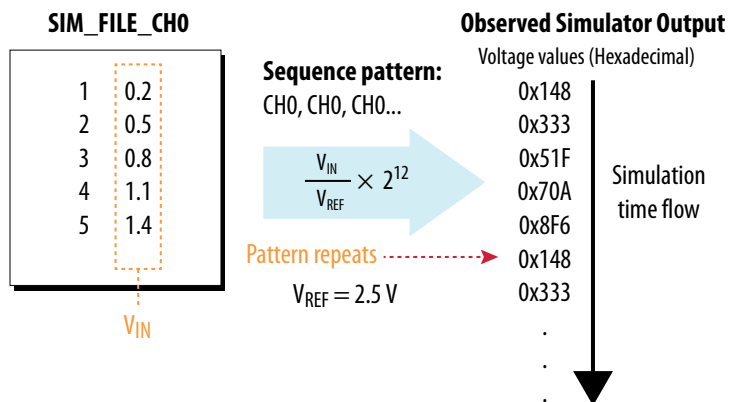 SIM_FILE_CH0
1 0.2
2 0.5
3 0.8
4 1.1
5 1.4
V_IN
Sequence pattern:
CH0, CH0, CH0...
V_IN / V_REF × 2^12
Pattern repeats
V_REF = 2.5 V
Observed Simulator Output
Voltage values (Hexadecimal)
0x148
0x333
0x51F
0x70A
0x8F6
0x148
0x333
.
.
.
Simulation
time flow